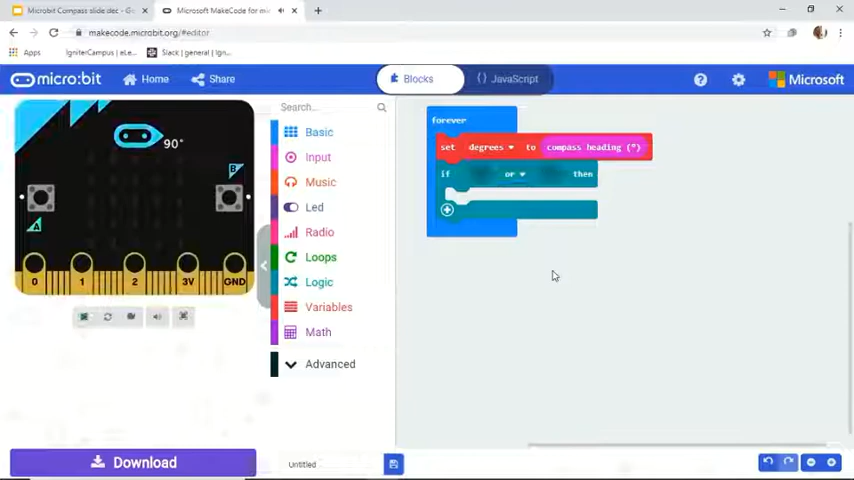 Microbit Compass slide dec - Go
Microsoft MakeCode for mi
makecode.microbit.org/#editor
Apps
IgniterCampus | eLe...
Slack | general | Ign...
micro:bit
Home
Share
Blocks
{} JavaScript
?
Microsoft
90°
B
A
0 1 2 3V GND
Search...
Basic
Input
Music
Led
Radio
Loops
Logic
Variables
Math
Advanced
forever
set degrees to compass heading (°)
if or then
Download
Untitled